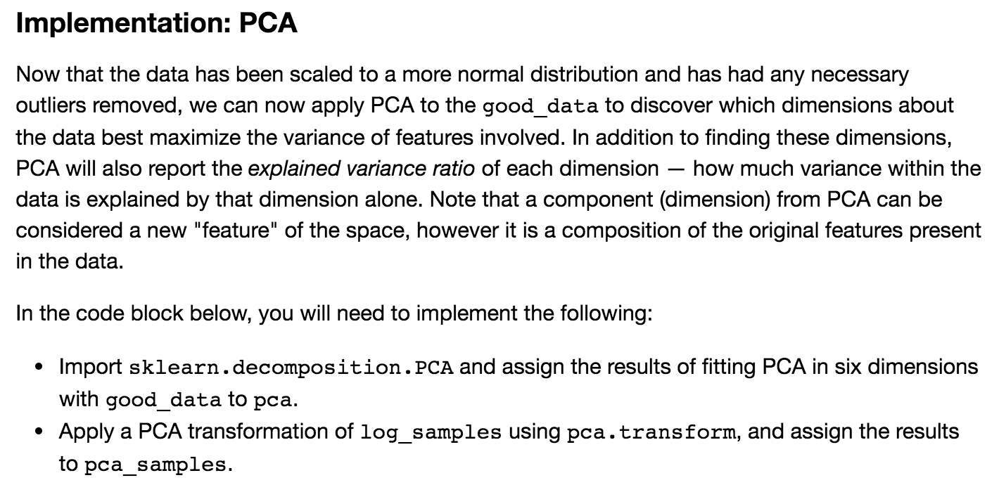 Implementation: PCA
Now that the data has been scaled to a more normal distribution and has had any necessary
outliers removed, we can now apply PCA to the good_data to discover which dimensions about
the data best maximize the variance of features involved. In addition to finding these dimensions,
PCA will also report the explained variance ratio of each dimension — how much variance within the
data is explained by that dimension alone. Note that a component (dimension) from PCA can be
considered a new "feature" of the space, however it is a composition of the original features present
in the data.
In the code block below, you will need to implement the following:
• Import sklearn.decomposition.PCA and assign the results of fitting PCA in six dimensions
with good_data to pca.
• Apply a PCA transformation of log_samples using pca.transform, and assign the results
to pca_samples.